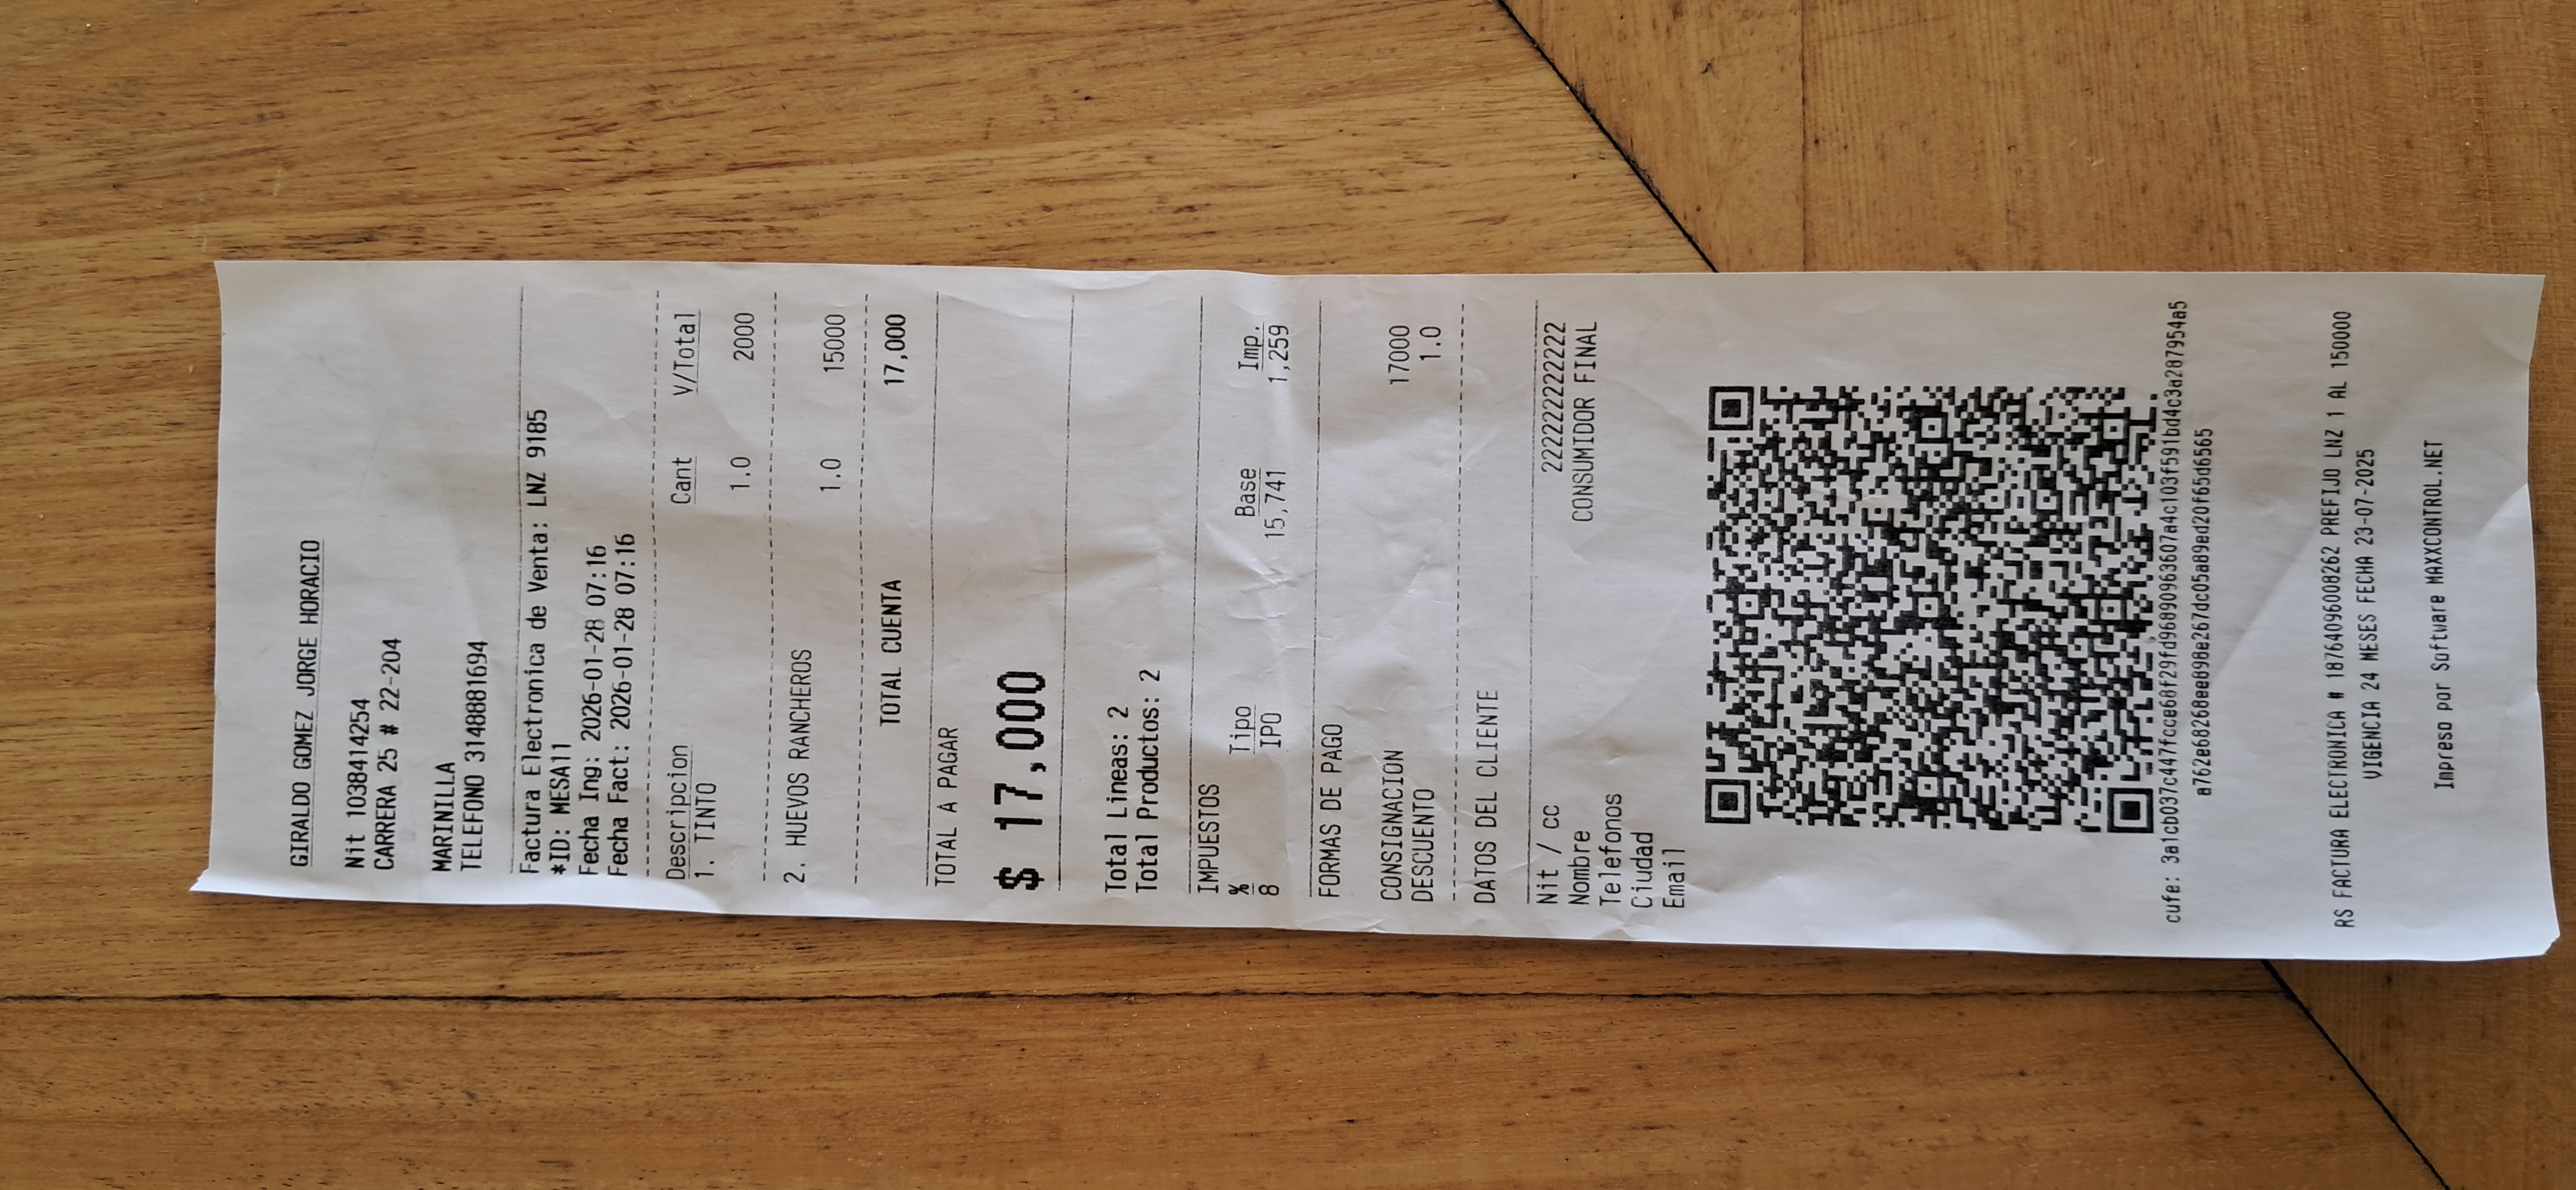 GIRALDO GOMEZ JORGE HORACIO
Nit 1038414254
CARRERA 25 # 22-204
MARINILLA
TELEFONO 3148881694
Factura Electronica de Venta: LNZ 9185
*ID: MESA11
Fecha Ing: 2026-01-28 07:16
Fecha Fact: 2026-01-28 07:16
Descripcion Cant V/Total
1. TINTO
1.0 2000
2. HUEVOS RANCHEROS
1.0 15000
TOTAL CUENTA 17,000
TOTAL A PAGAR
$ 17,000
Total Lineas: 2
Total Productos: 2
IMPUESTOS
% Tipo Base Imp.
8 IPO 15,741 1,259
FORMAS DE PAGO
CONSIGNACION 17000
DESCUENTO 1.0
DATOS DEL CLIENTE
Nit / cc 222222222222
Nombre CONSUMIDOR FINAL
Telefonos
Ciudad
Email
RS FACTURA ELECTRONICA # 18764096008262 PREFIJO LNZ 1 AL 150000
VIGENCIA 24 MESES FECHA 23-07-2025
Impreso por Software MAXXCONTROL.NET